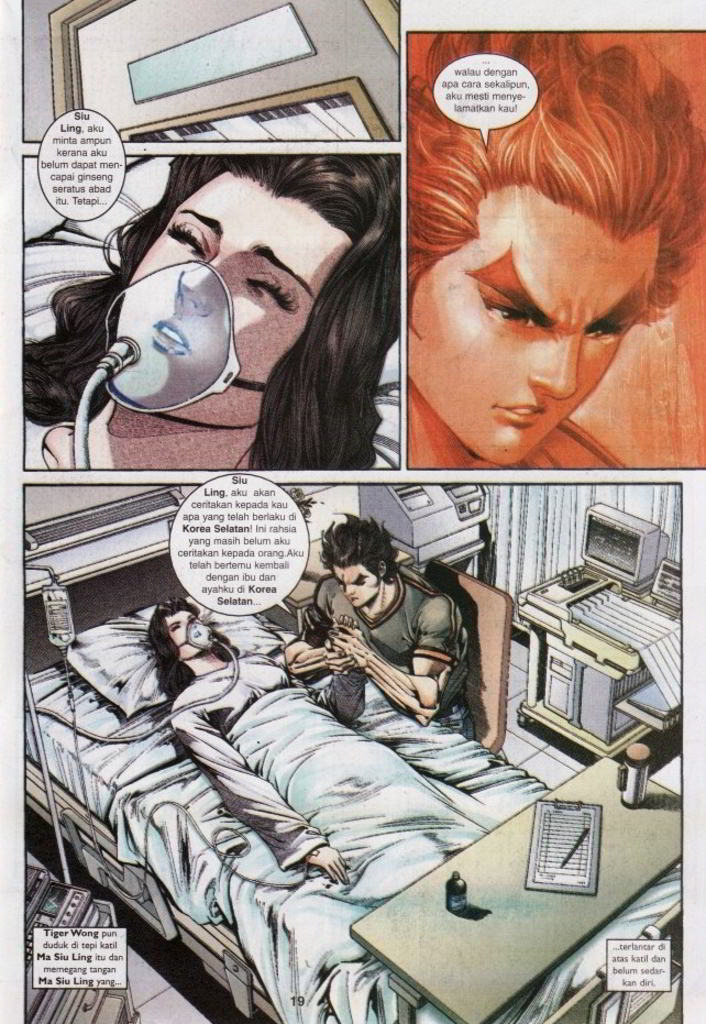 Siu
Ling, aku
minta ampun
kerana aku
belum dapat men-
capai ginseng
seratus abad
itu. Tetapi...
...
walau dengan
apa cara sekalipun,
aku mesti menye-
lamatkan kau!
Siu
Ling, aku akan
ceritakan kepada kau
apa yang telah berlaku di
Korea Selatan! Ini rahsia
yang masih belum aku
ceritakan kepada orang.Aku
telah bertemu kembali
dengan ibu dan
ayahku di Korea
Selatan...
Tiger Wong pun
duduk di tepi katil
Ma Siu Ling itu dan
memegang tangan
Ma Siu Ling yang...
...terlantar di
atas katil dan
belum sedar-
kan diri.
19